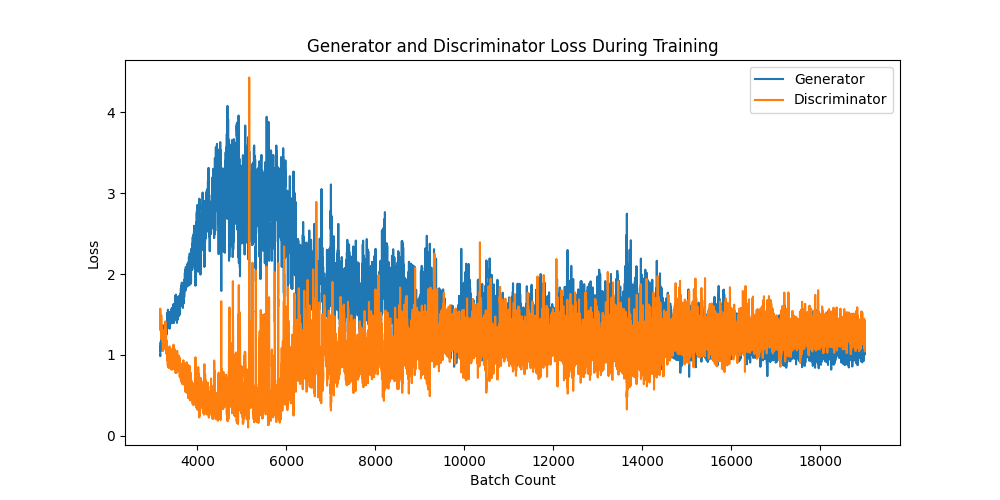 Generator and Discriminator Loss During Training
Generator
Discriminator
4
3
2
1
0
Loss
4000 6000 8000 10000 12000 14000 16000 18000
Batch Count